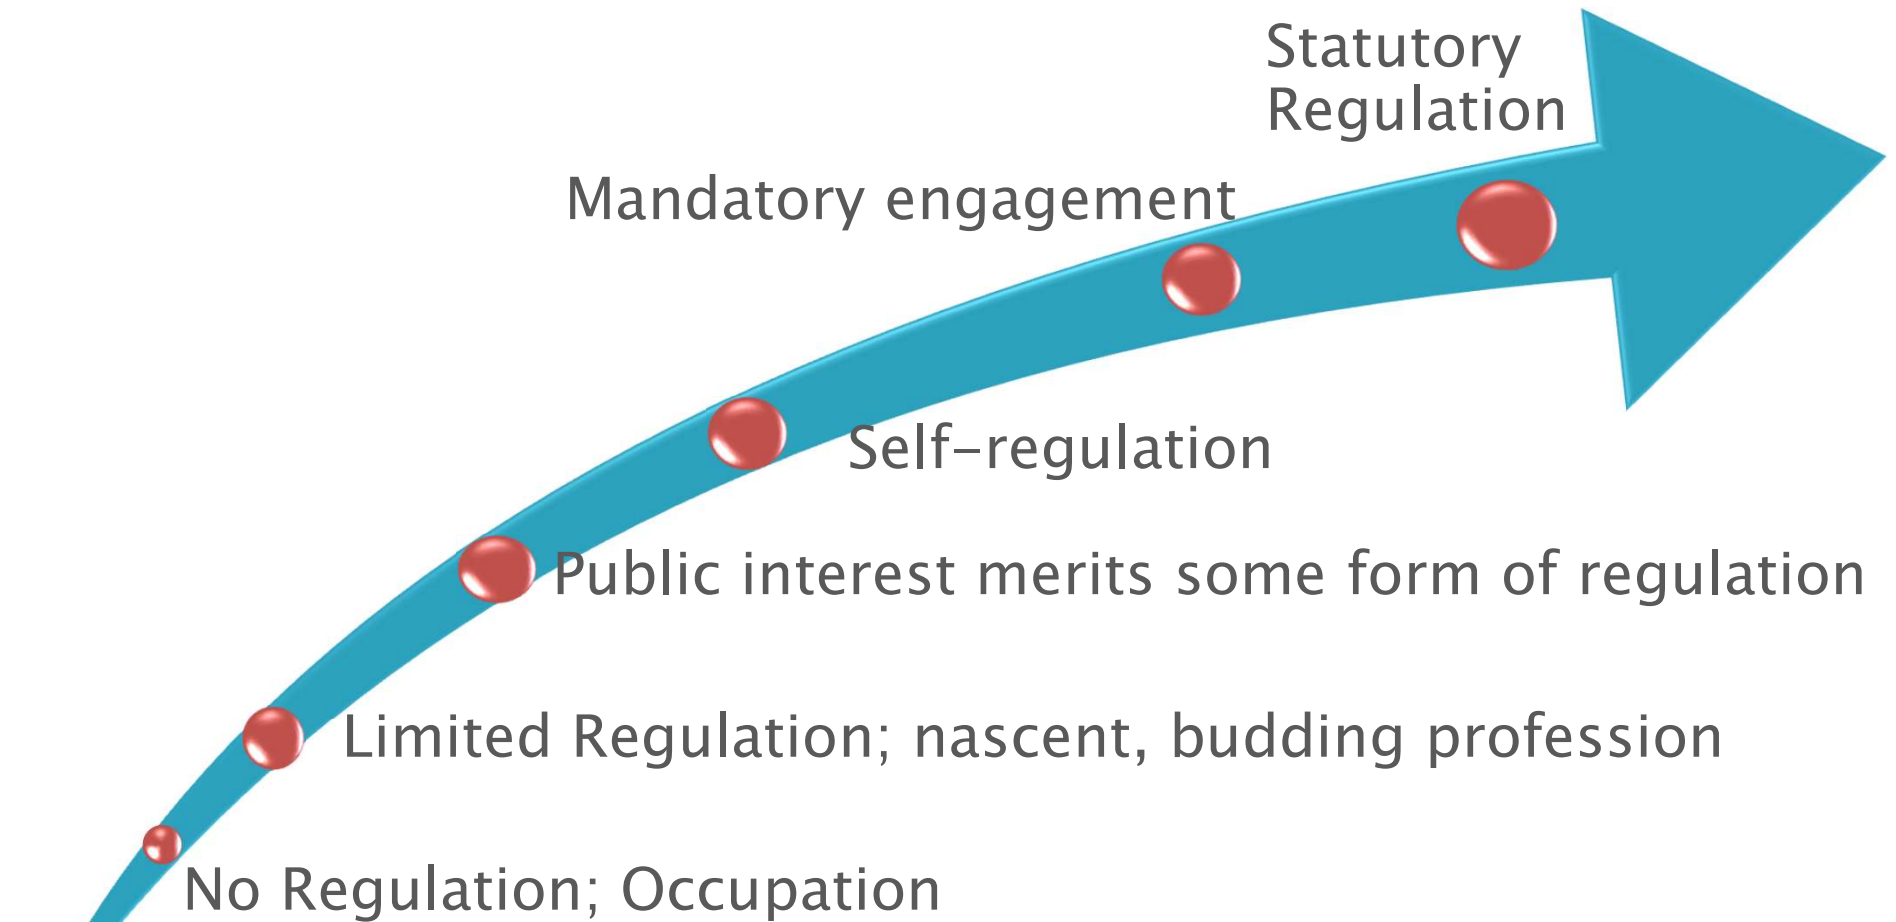 Statutory
Regulation
Mandatory engagement
Self-regulation
Public interest merits some form of regulation
Limited Regulation; nascent, budding profession
No Regulation; Occupation